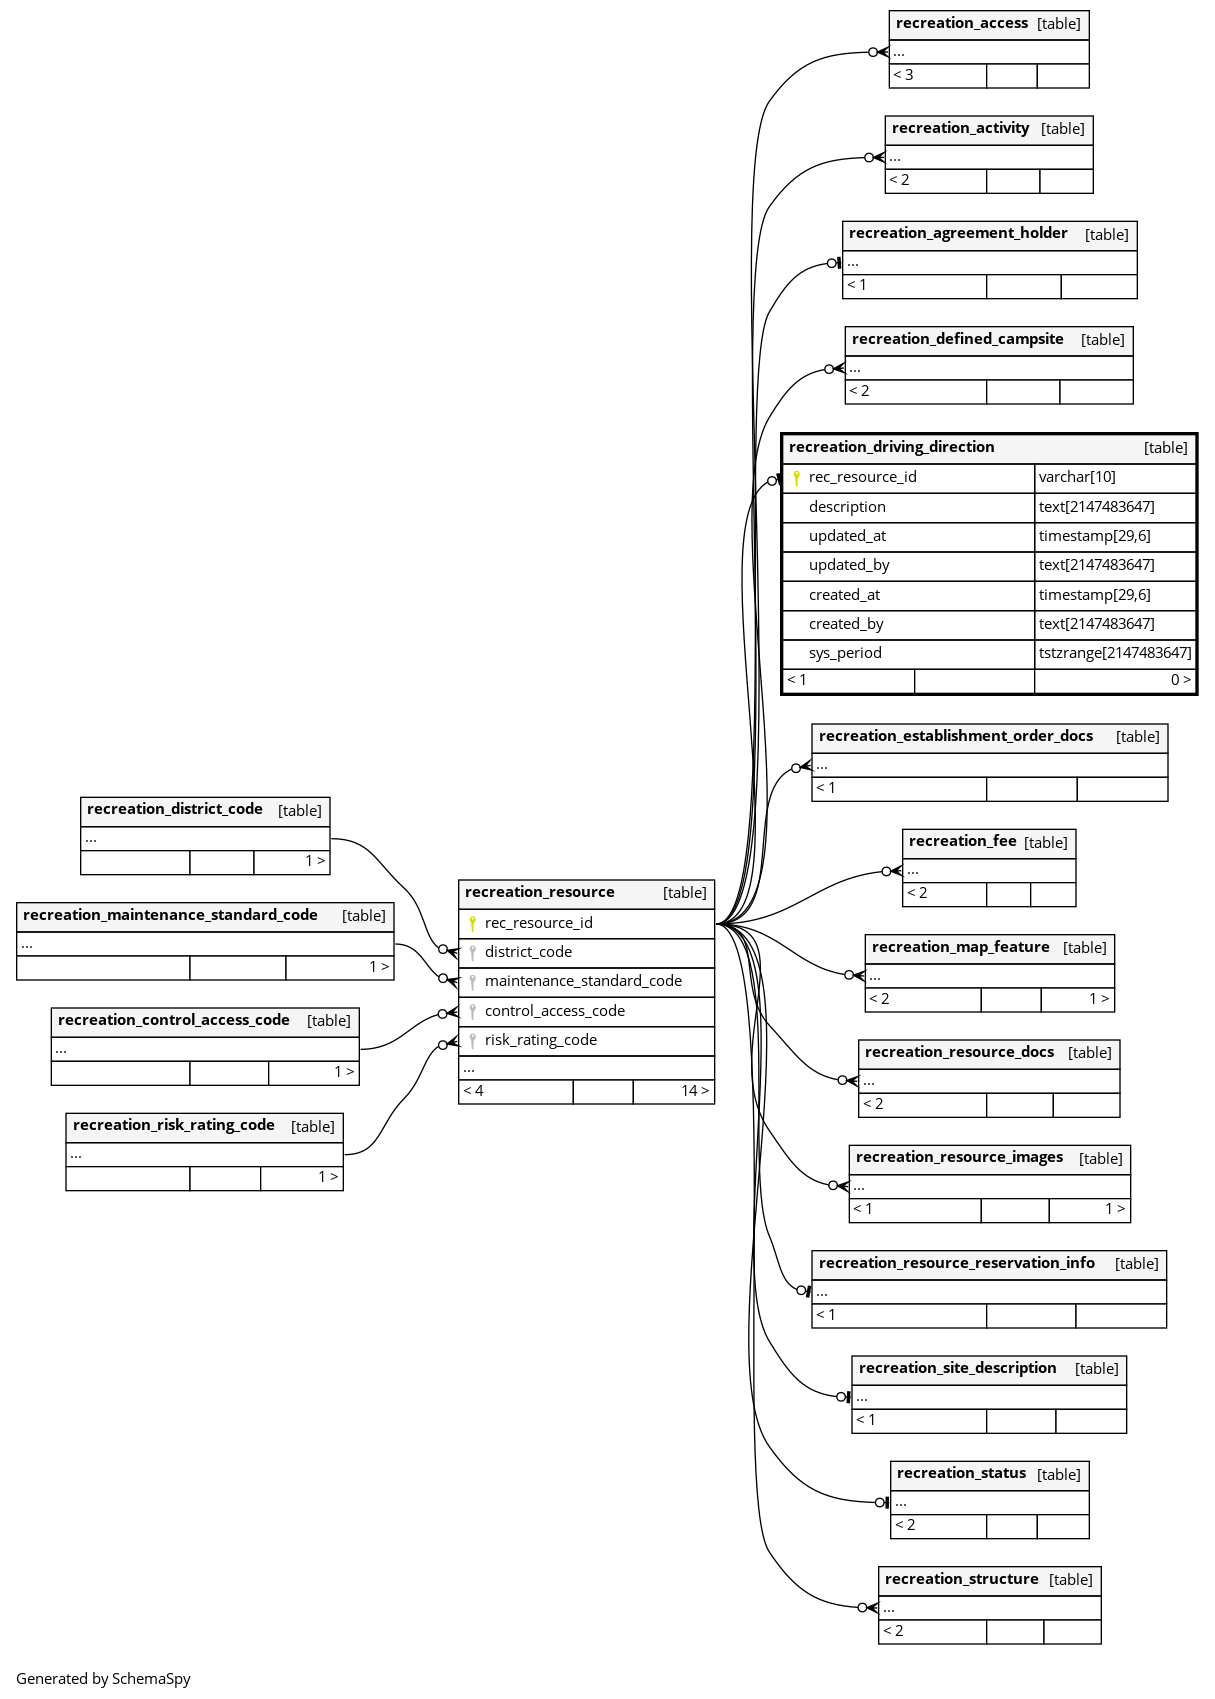 recreation_access [table]
...
< 3
recreation_activity [table]
...
< 2
recreation_agreement_holder [table]
...
< 1
recreation_defined_campsite [table]
...
< 2
recreation_driving_direction [table]
rec_resource_id varchar[10]
description text[2147483647]
updated_at timestamp[29,6]
updated_by text[2147483647]
created_at timestamp[29,6]
created_by text[2147483647]
sys_period tstzrange[2147483647]
< 1 0 >
recreation_establishment_order_docs [table]
...
< 1
recreation_district_code [table]
...
1 >
recreation_maintenance_standard_code [table]
...
1 >
recreation_control_access_code [table]
...
1 >
recreation_risk_rating_code [table]
...
1 >
recreation_resource [table]
rec_resource_id
district_code
maintenance_standard_code
control_access_code
risk_rating_code
...
< 4 14 >
recreation_fee [table]
...
< 2
recreation_map_feature [table]
...
< 2 1 >
recreation_resource_docs [table]
...
< 2
recreation_resource_images [table]
...
< 1 1 >
recreation_resource_reservation_info [table]
...
< 1
recreation_site_description [table]
...
< 1
recreation_status [table]
...
< 2
recreation_structure [table]
...
< 2
Generated by SchemaSpy